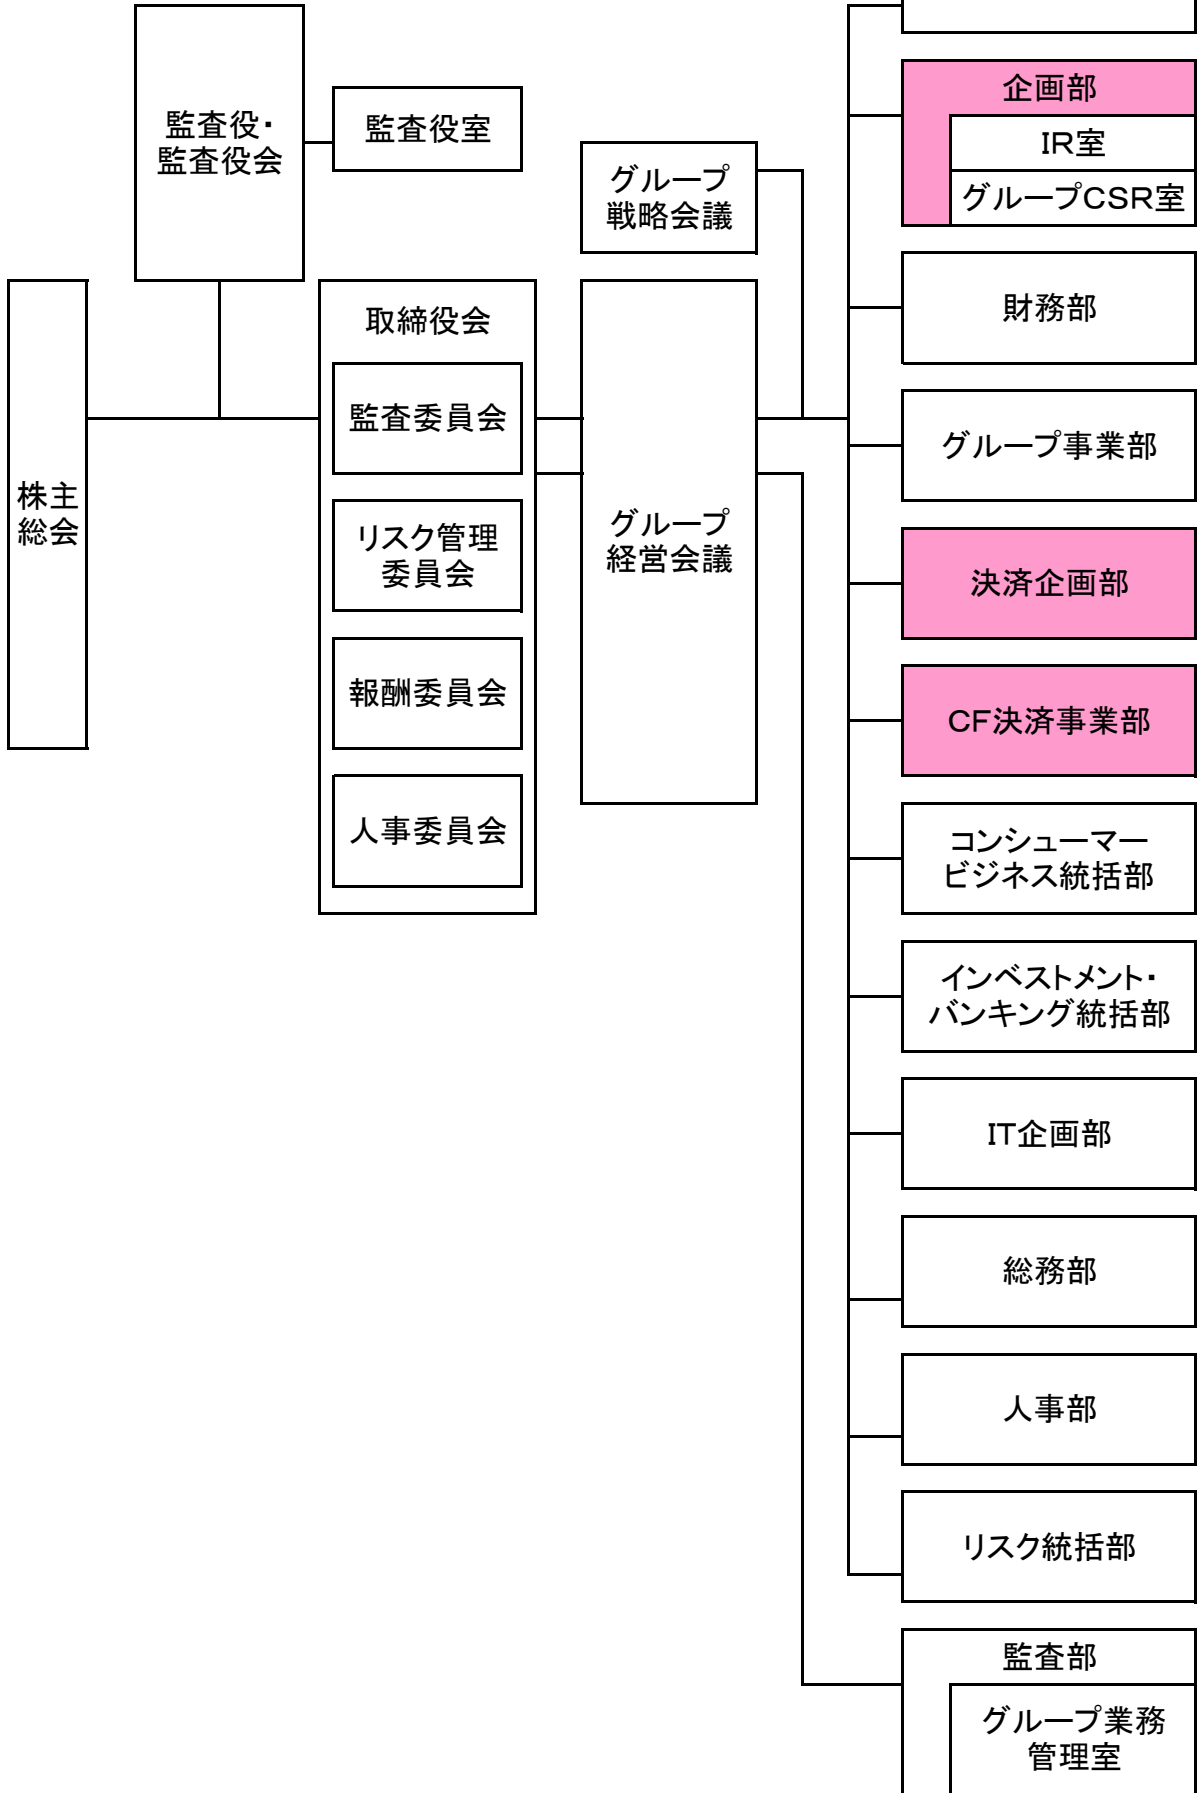 監査役・
監査役会
監査役室
グループ
戦略会議
株主
総会
取締役会
監査委員会
リスク管理
委員会
報酬委員会
人事委員会
グループ
経営会議
企画部
IR室
グループCSR室
財務部
グループ事業部
決済企画部
CF決済事業部
コンシューマー
ビジネス統括部
インベストメント・
バンキング統括部
IT企画部
総務部
人事部
リスク統括部
監査部
グループ業務
管理室